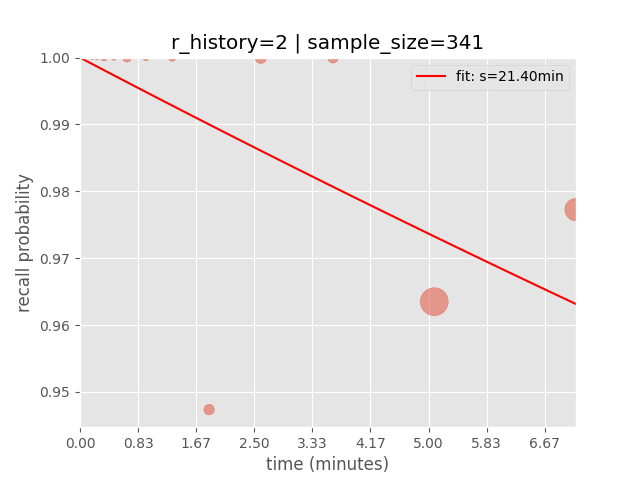 r_history=2 | sample_size=341
fit: s=21.40min
1.00
0.99
0.98
0.97
0.96
0.95
recall probability
0.00 0.83 1.67 2.50 3.33 4.17 5.00 5.83 6.67
time (minutes)